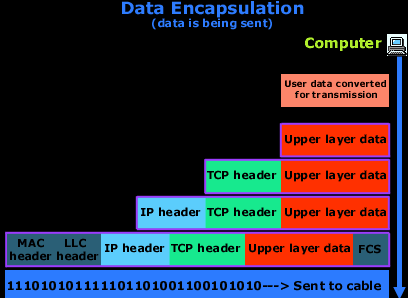 Data Encapsulation
(data is being sent)
Computer
User data converted
for transmission
Upper layer data
TCP header Upper layer data
IP header TCP header Upper layer data
MAC header LLC header IP header TCP header Upper layer data FCS
1110101011111011010011001010 10---> Sent to cable